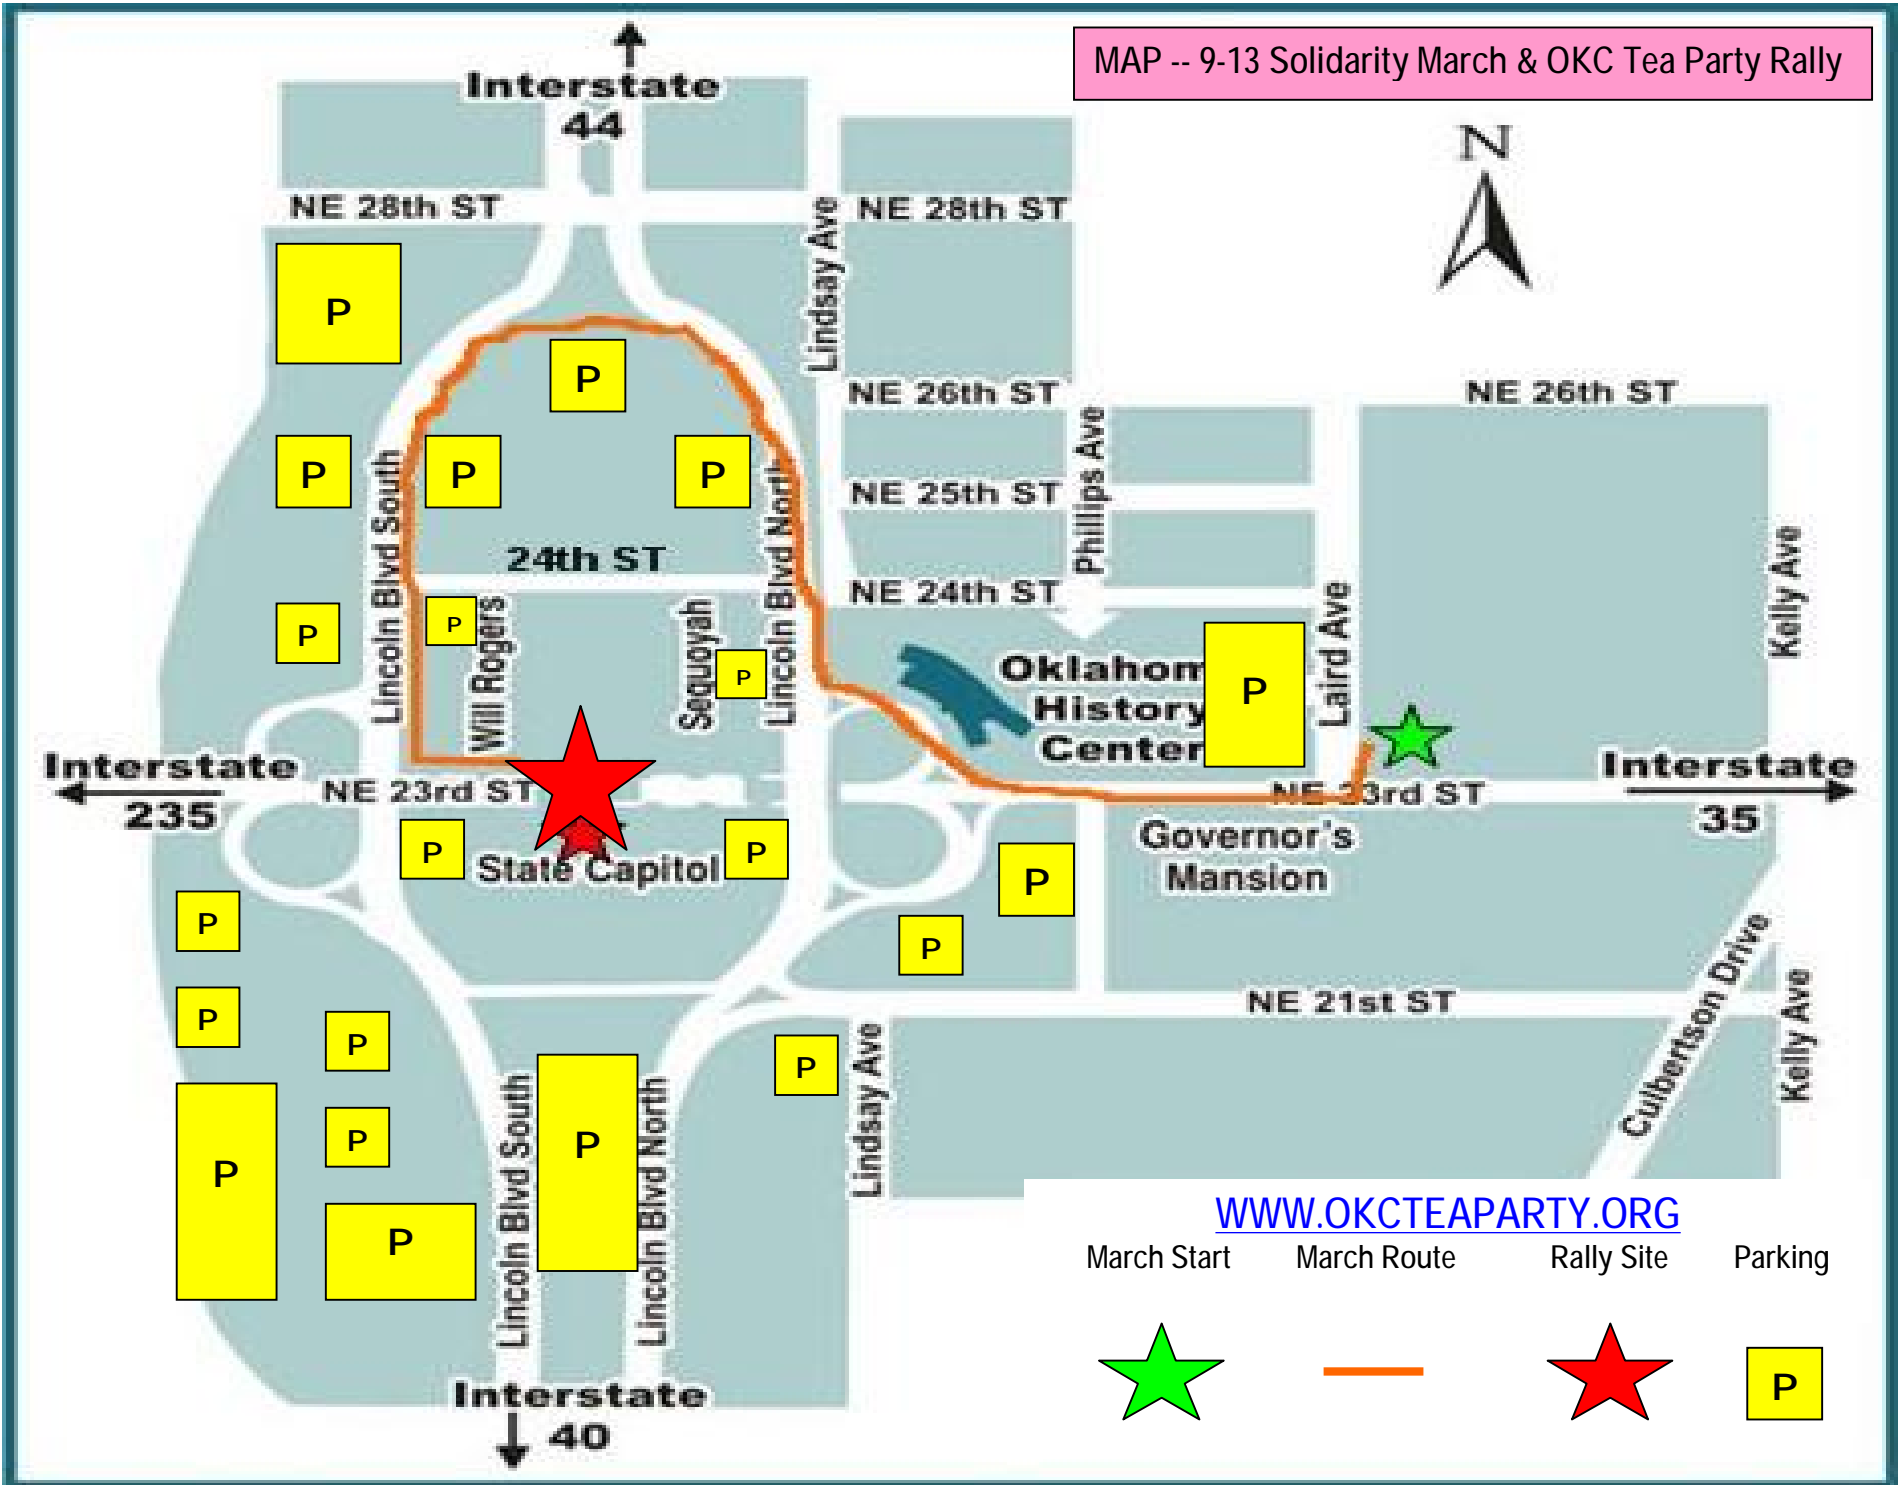 MAP -- 9-13 Solidarity March & OKC Tea Party Rally
Interstate
44
N
NE 28th ST
NE 28th ST
Lindsay Ave
P
P
NE 26th ST
NE 26th ST
P
P
P
Lincoln Blvd South
Lincoln Blvd North
NE 25th ST
Phillips Ave
Kelly Ave
24th ST
NE 24th ST
P
P
Will Rogers
Sequoyah
P
Oklahom
History
Center
P
Laird Ave
Interstate
235
NE 23rd ST
NE 23rd ST
Interstate
35
Governor's
Mansion
P
State Capitol
P
P
P
P
Culbertson Drive
Kelly Ave
NE 21st ST
P
P
P
P
P
P
P
Lincoln Blvd South
Lincoln Blvd North
Lindsay Ave
P
Interstate
40
WWW.OKCTEAPARTY.ORG
March Start
March Route
Rally Site
Parking
P